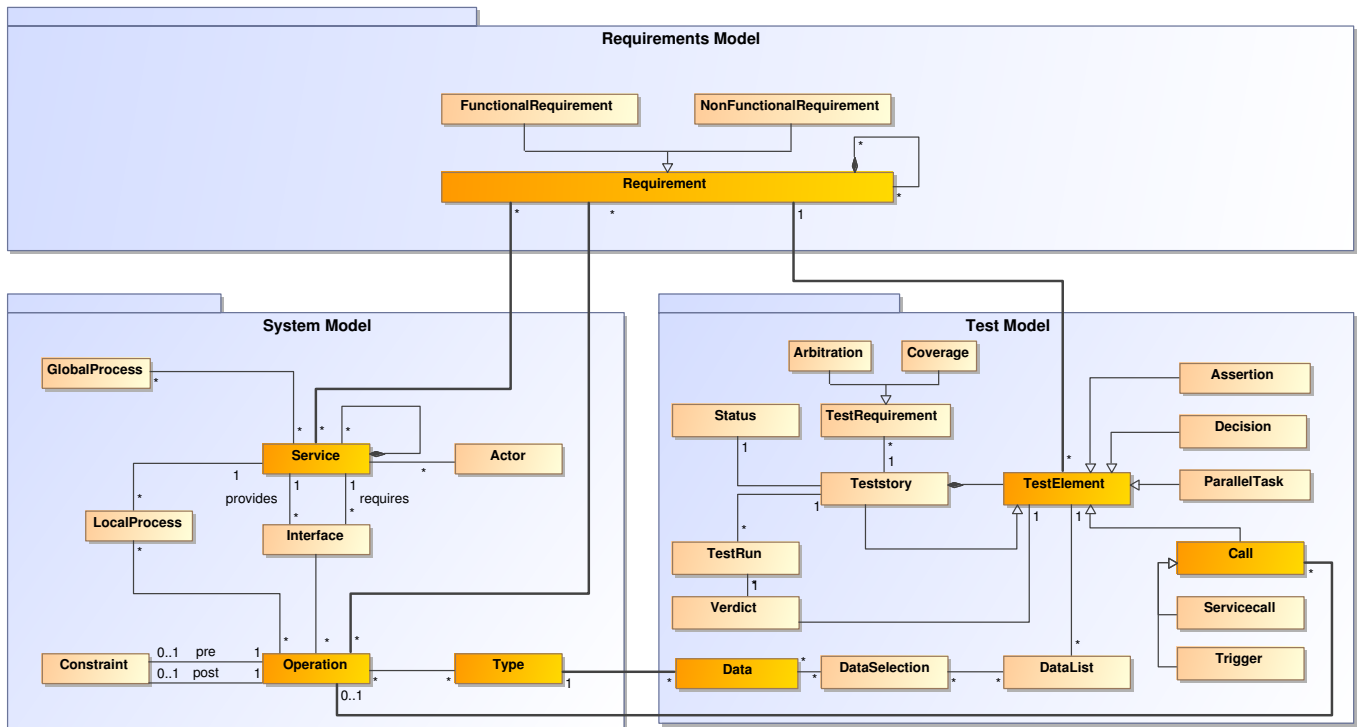 Requirements Model
FunctionalRequirement NonFunctionalRequirement
*
Requirement
*
* * 1
System Model Test Model
Arbitration Coverage
GlobalProcess
*
Assertion
Status TestRequirement
Decision
* * *
1 *
*
1
Service
* Actor
1 1 1
provides requires
* * *
Teststory TestElement ParallelTask
1 1 1
LocalProcess
*
Interface
*
TestRun
*1
Call
*
Verdict Servicecall
* * *
*
0..1 pre 1
Constraint Operation Type Data DataSelection DataList Trigger
0..1 post 1
* * 1 * * * * *
0..1